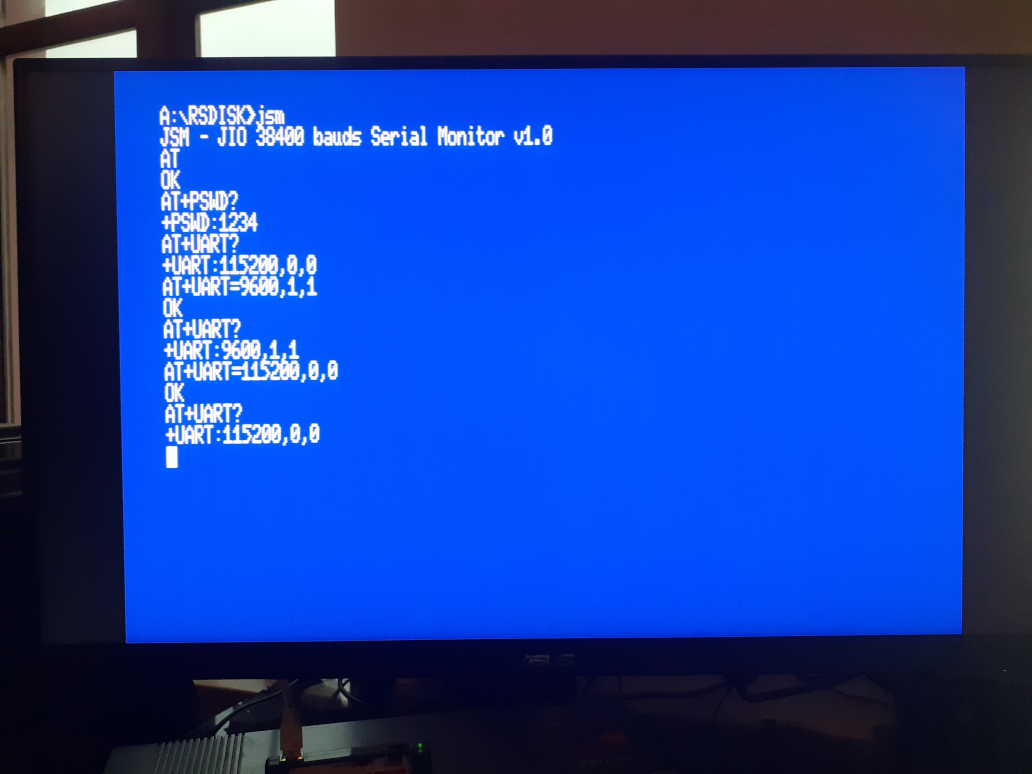 A:\RSDISK>jsm
JSM - JIO 38400 bauds Serial Monitor v1.0
AT
OK
AT+PSWD?
+PSWD:1234
AT+UART?
+UART:115200,0,0
AT+UART=9600,1,1
OK
AT+UART?
+UART:9600,1,1
AT+UART=115200,0,0
OK
AT+UART?
+UART:115200,0,0
ASUS
PHILIPS